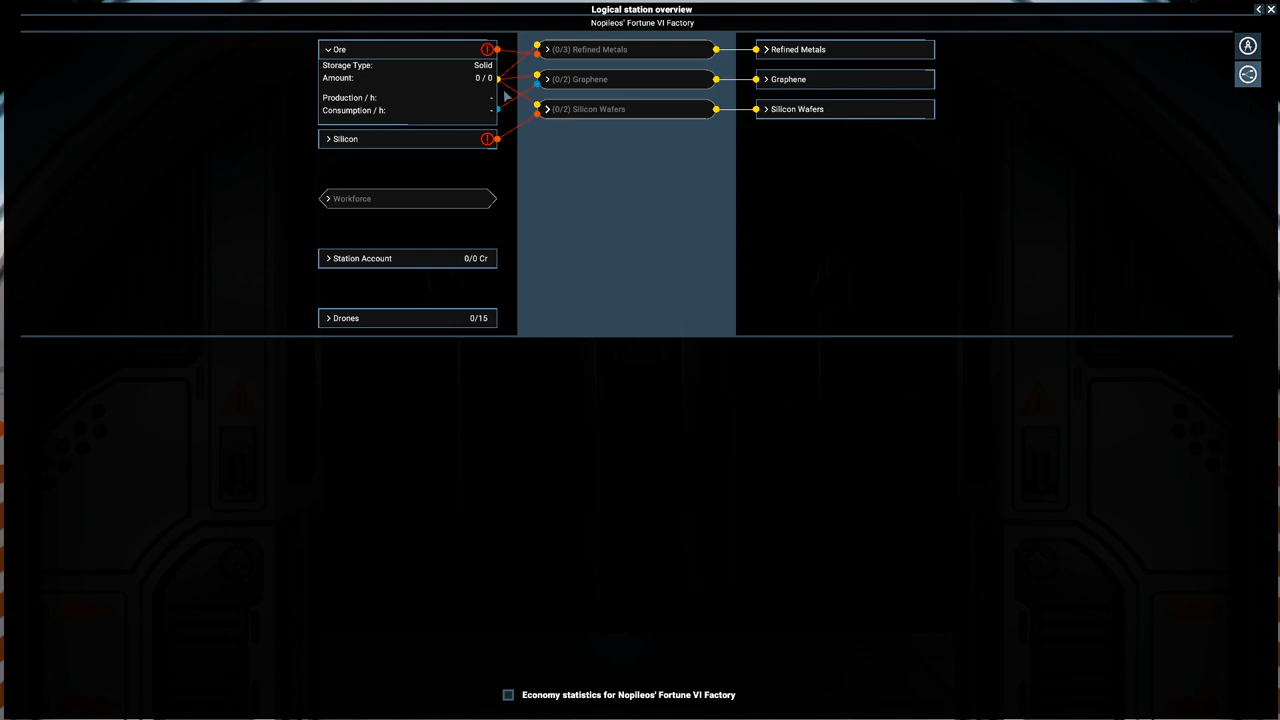 Logical station overview
Nopileos' Fortune VI Factory
Ore
Storage Type: Solid
Amount: 0 / 0
Production / h: -
Consumption / h: -
Silicon
Workforce
Station Account 0/0 Cr
Drones 0/15
(0/3) Refined Metals
(0/2) Graphene
(0/2) Silicon Wafers
Refined Metals
Graphene
Silicon Wafers
Economy statistics for Nopileos' Fortune VI Factory